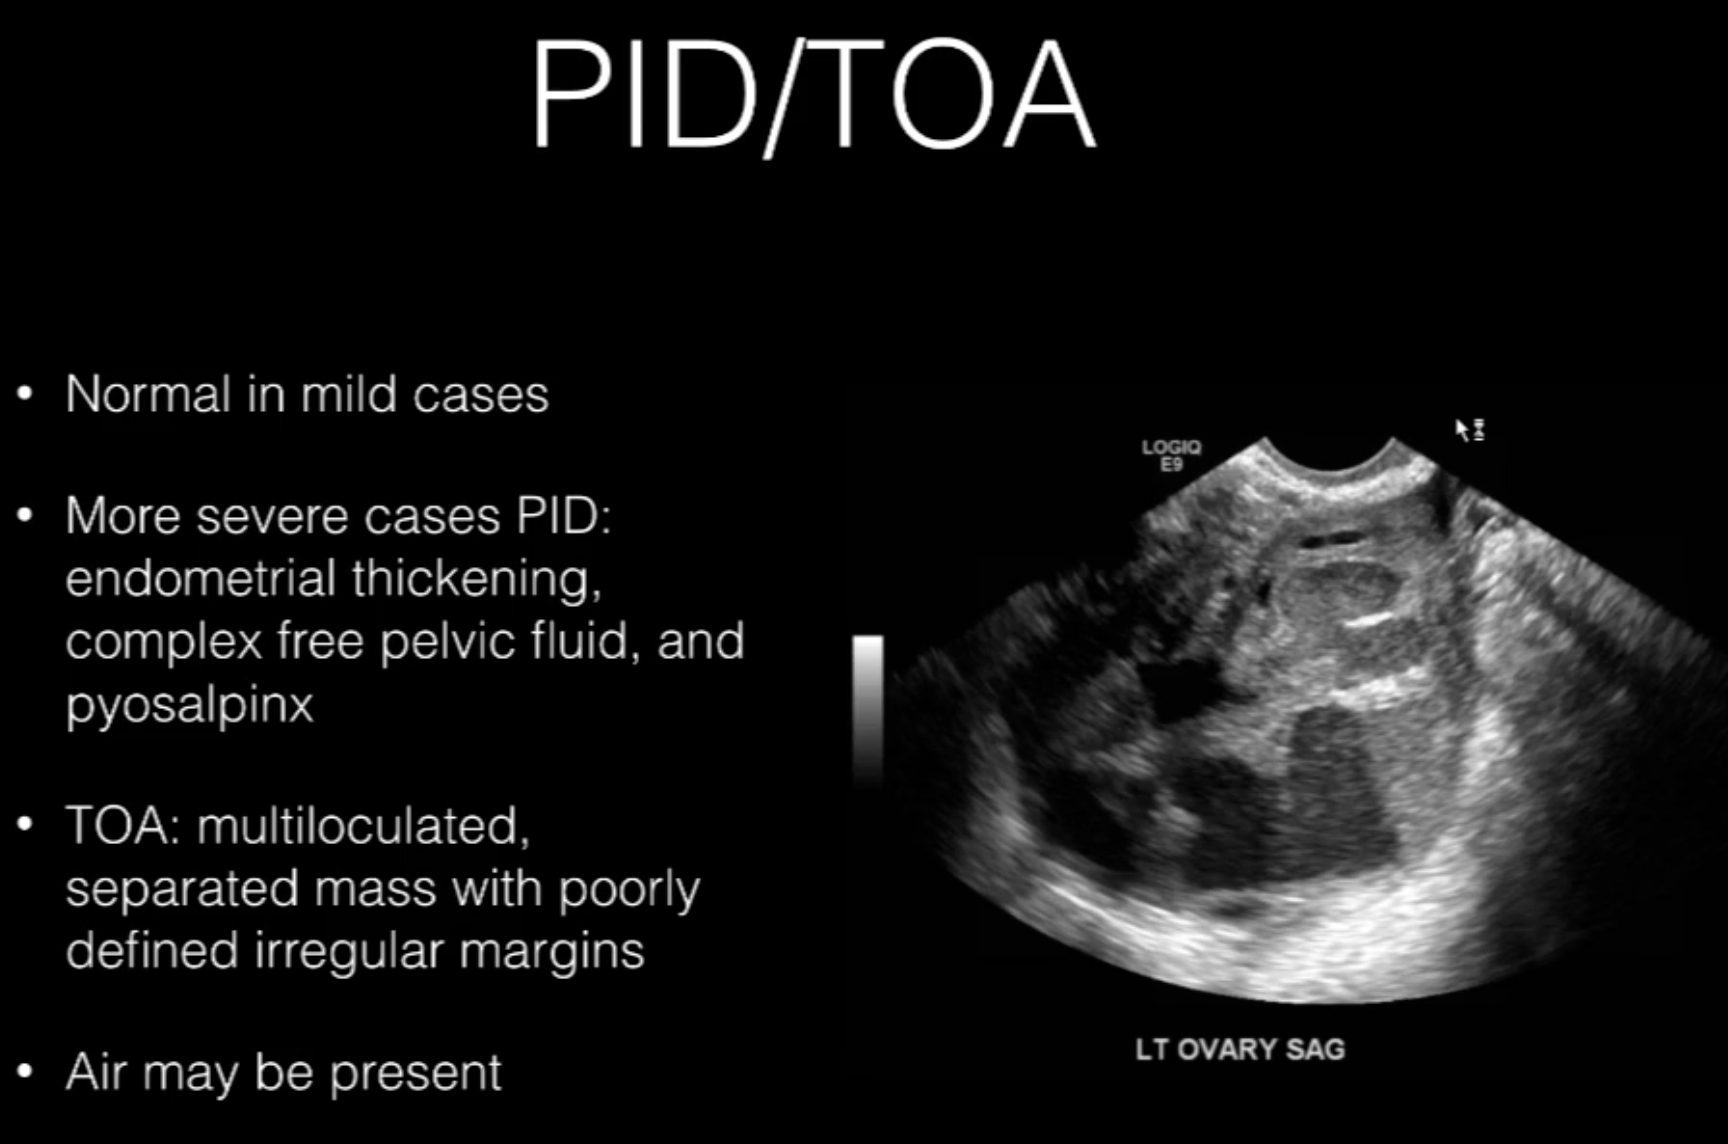 PID/TOA
• Normal in mild cases
• More severe cases PID:
endometrial thickening,
complex free pelvic fluid, and
pyosalpinx
• TOA: multiloculated,
separated mass with poorly
defined irregular margins
• Air may be present
LOGIQ
E9
LT OVARY SAG